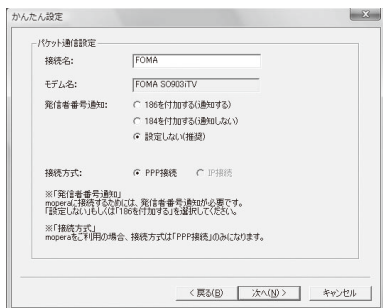 かんたん設定
パケット通信設定
接続名:
FOMA
モデム名:
FOMA SO903iTV
発信者番号通知:
186を付加する(通知する)
184を付加する(通知しない)
設定しない(推奨)
接続方式:
PPP接続
IP接続
※「発信者番号通知」
moperaに接続するためには、発信者番号通知が必要です。
「設定しない」もしくは「186を付加する」を選択してください。
※「接続方式」
moperaをご利用の場合、接続方式は「PPP接続」のみになります。
< 戻る(B)
次へ(N) >
キャンセル